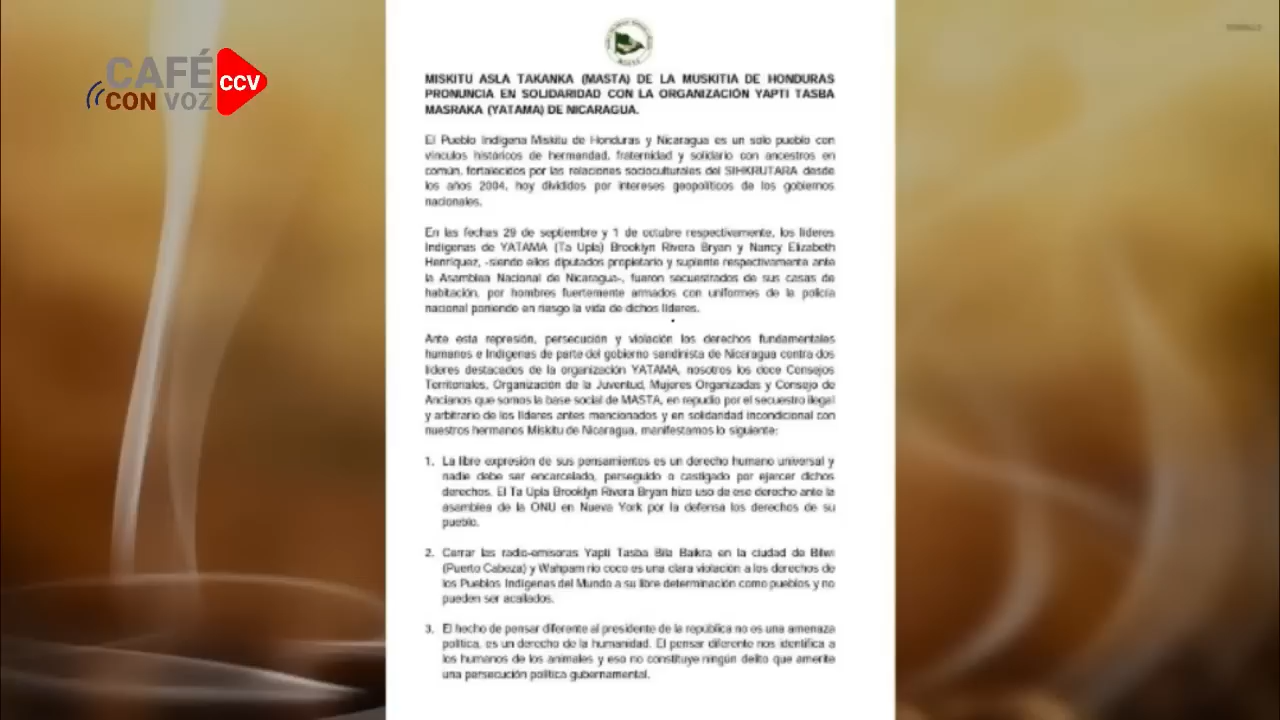 CAFÉ
CON VOZ
CCV
MISKITU ASLA TAKANKA (MASTA) DE LA MUSKITIA DE HONDURAS
PRONUNCIA EN SOLIDARIDAD CON LA ORGANIZACIÓN YAPTI TASBA
MASRAKA (YATAMA) DE NICARAGUA.
El Pueblo Indígena Miskitu de Honduras y Nicaragua es un solo pueblo con
vínculos históricos de hermandad, fraternidad y solidario con ancestros en
común, fortalecidos por las relaciones socioculturales del SIHKRUTARA desde
los años 2004, hoy divididos por intereses geopolíticos de los gobiernos
nacionales.
En las fechas 29 de septiembre y 1 de octubre respectivamente, los líderes
Indígenas de YATAMA (Ta Upla) Brooklyn Rivera Bryan y Nancy Elizabeth
Henríquez, -siendo ellos diputados propietario y suplente respectivamente ante
la Asamblea Nacional de Nicaragua-, fueron secuestrados de sus casas de
habitación, por hombres fuertemente armados con uniformes de la policía
nacional poniendo en riesgo la vida de dichos líderes.
Ante esta represión, persecución y violación los derechos fundamentales
humanos e Indígenas de parte del gobierno sandinista de Nicaragua contra dos
líderes destacados de la organización YATAMA, nosotros los doce Consejos
Territoriales, Organización de la Juventud, Mujeres Organizadas y Consejo de
Ancianos que somos la base social de MASTA, en repudio por el secuestro ilegal
y arbitrario de los líderes antes mencionados y en solidaridad incondicional con
nuestros hermanos Miskitu de Nicaragua, manifestamos lo siguiente:
1. La libre expresión de sus pensamientos es un derecho humano universal y
nadie debe ser encarcelado, perseguido o castigado por ejercer dichos
derechos. El Ta Upla Brooklyn Rivera Bryan hizo uso de ese derecho ante la
asamblea de la ONU en Nueva York por la defensa los derechos de su
pueblo.
2. Cerrar las radio-emisoras Yapti Tasba Bila Baikra en la ciudad de Bilwi
(Puerto Cabeza) y Wahpam rio coco es una clara violación a los derechos de
los Pueblos Indígenas del Mundo a su libre determinación como pueblos y no
pueden ser acallados.
3. El hecho de pensar diferente al presidente de la república no es una amenaza
política, es un derecho de la humanidad. El pensar diferente nos identifica a
los humanos de los animales y eso no constituye ningún delito que amerite
una persecución política gubernamental.